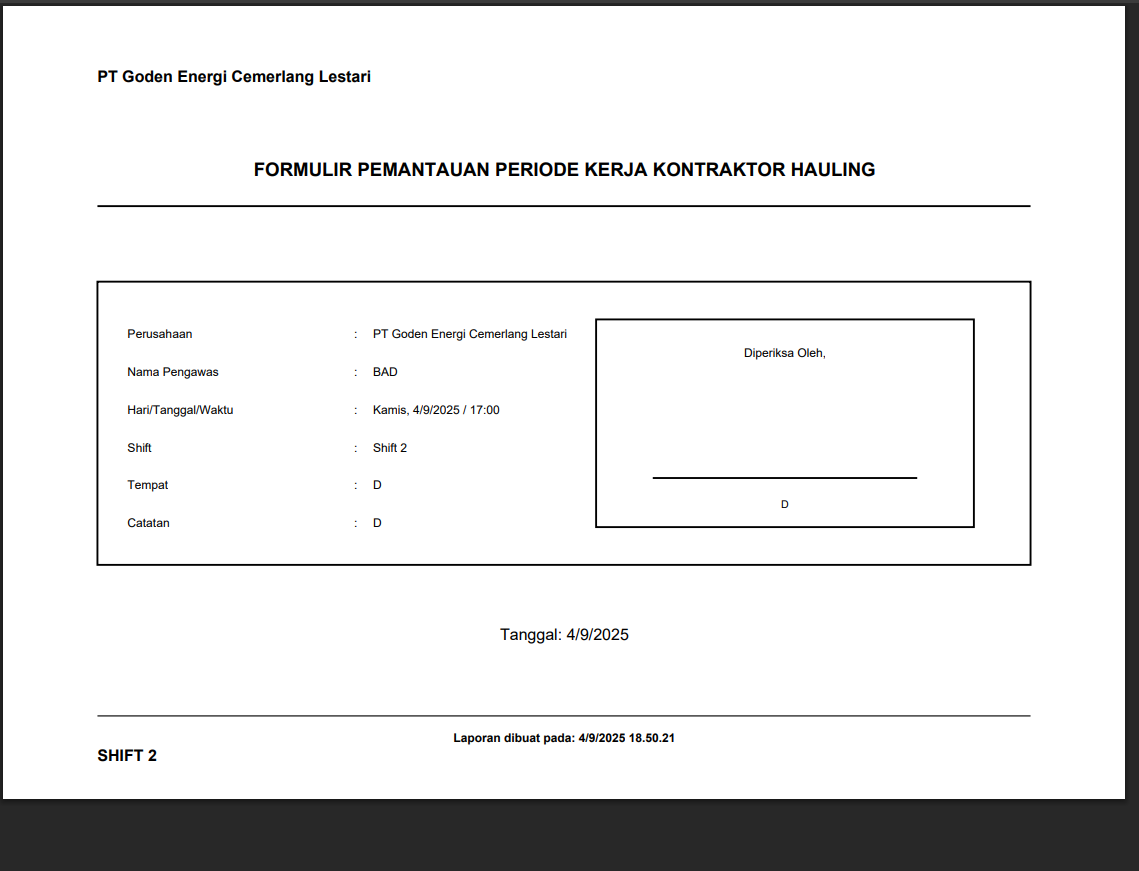 PT Goden Energi Cemerlang Lestari
FORMULIR PEMANTAUAN PERIODE KERJA KONTRAKTOR HAULING
Perusahaan : PT Goden Energi Cemerlang Lestari
Nama Pengawas : BAD
Hari/Tanggal/Waktu : Kamis, 4/9/2025 / 17:00
Shift : Shift 2
Tempat : D
Catatan : D
Diperiksa Oleh,
D
Tanggal: 4/9/2025
Laporan dibuat pada: 4/9/2025 18.50.21
SHIFT 2